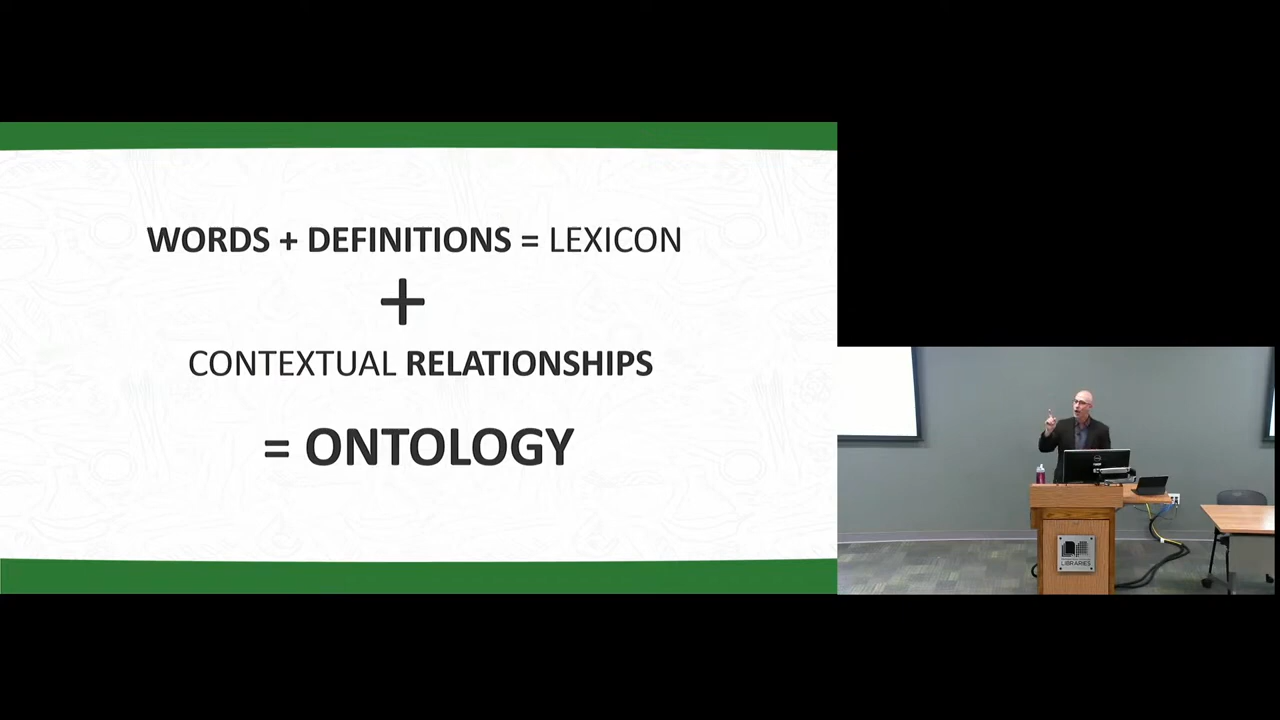 WORDS + DEFINITIONS = LEXICON
+
CONTEXTUAL RELATIONSHIPS
= ONTOLOGY
LIBRARIES